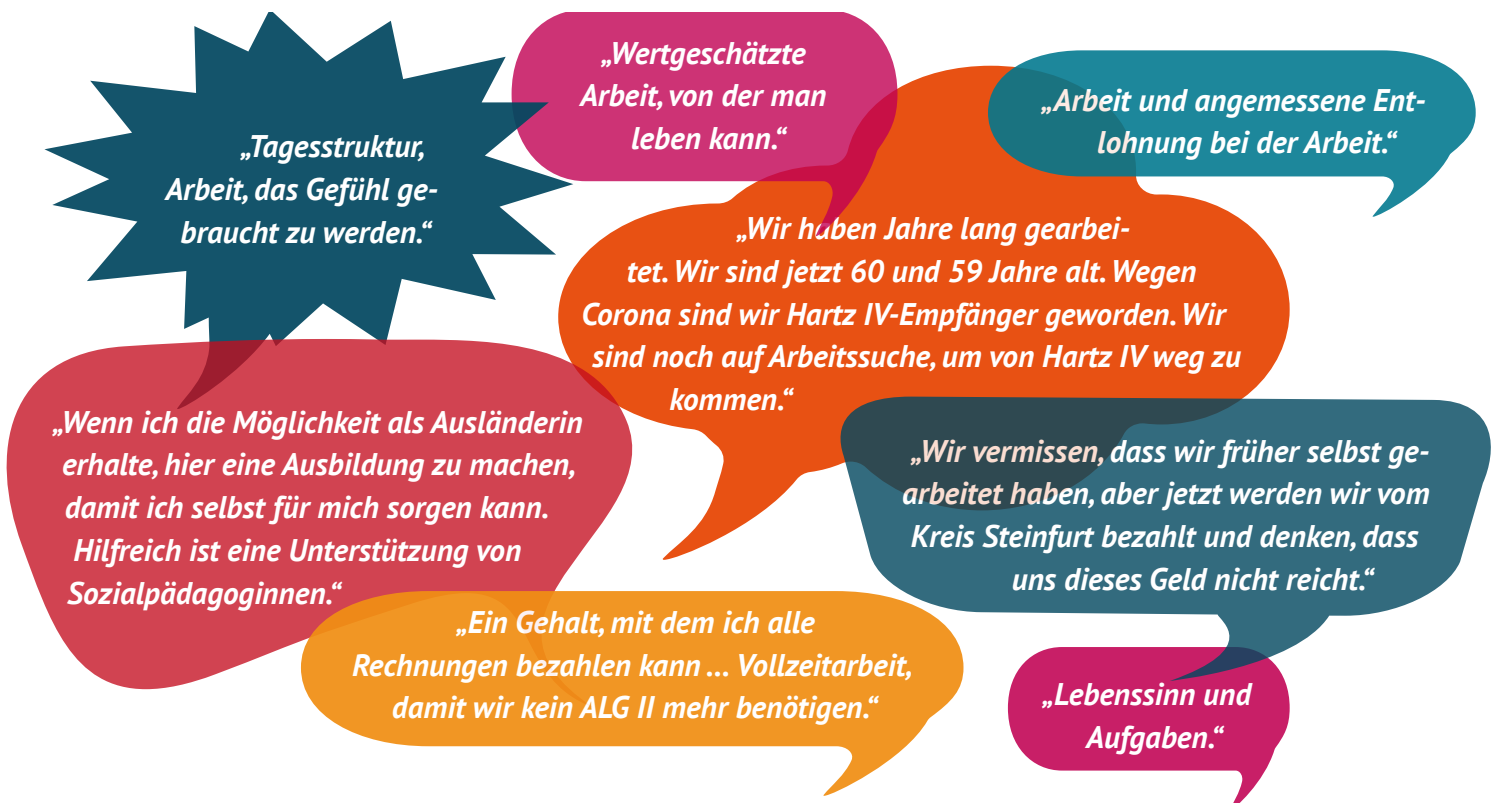 „Tagesstruktur,
Arbeit, das Gefühl ge-
braucht zu werden.“
„Wertgeschätzte
Arbeit, von der man
leben kann.“
„Arbeit und angemessene Ent-
lohnung bei der Arbeit.“
„Wir haben Jahre lang gearbei-
tet. Wir sind jetzt 60 und 59 Jahre alt. Wegen
Corona sind wir Hartz IV-Empfänger geworden. Wir
sind noch auf Arbeitssuche, um von Hartz IV weg zu
kommen.“
„Wenn ich die Möglichkeit als Ausländerin
erhalte, hier eine Ausbildung zu machen,
damit ich selbst für mich sorgen kann.
Hilfreich ist eine Unterstützung von
Sozialpädagoginnen.“
„Wir vermissen, dass wir früher selbst ge-
arbeitet haben, aber jetzt werden wir vom
Kreis Steinfurt bezahlt und denken, dass
uns dieses Geld nicht reicht.“
„Ein Gehalt, mit dem ich alle
Rechnungen bezahlen kann ... Vollzeitarbeit,
damit wir kein ALG II mehr benötigen.“
„Lebenssinn und
Aufgaben.“